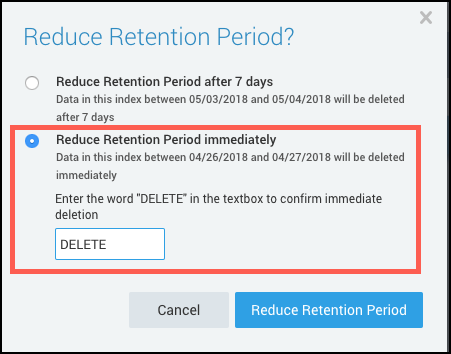 Reduce Retention Period?
Reduce Retention Period after 7 days
Data in this index between 05/03/2018 and 05/04/2018 will be deleted
after 7 days
Reduce Retention Period immediately
Data in this index between 04/26/2018 and 04/27/2018 will be deleted
immediately
Enter the word "DELETE" in the textbox to confirm immediate
deletion
DELETE
Cancel
Reduce Retention Period